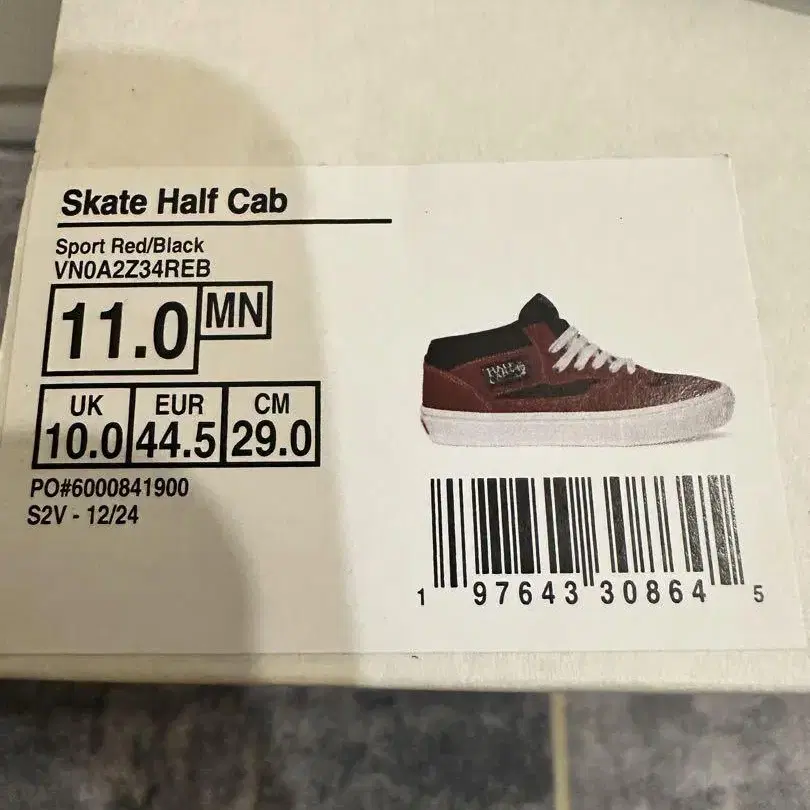 Skate Half Cab
Sport Red/Black
VN0A2Z34REB
11.0 MN
UK EUR CM
10.0 44.5 29.0
PO#6000841900
S2V - 12/24
HALF
1 97643 30864 5